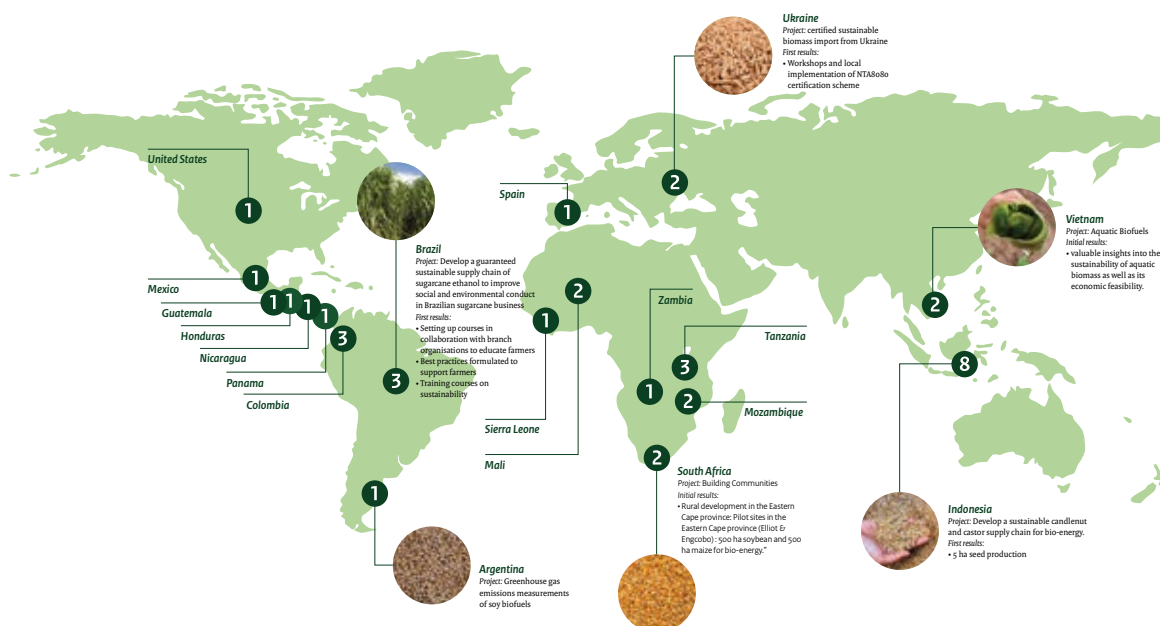 Ukraine
Project: certified sustainable
biomass import from Ukraine
First results:
• Workshops and local
implementation of NTA8080
certification scheme
2
United States
1
Spain
1
Brazil
Project: Develop a guaranteed
sustainable supply chain of
sugarcane ethanol to improve
social and environmental conduct
in Brazilian sugarcane business
First results:
• Setting up courses in
collaboration with branch
organisations to educate farmers
• Best practices formulated to
support farmers
• Training courses on
sustainability
3
Vietnam
Project: Aquatic Biofuels
Initial results:
• valuable insights into the
sustainability of aquatic
biomass as well as its
economic feasibility.
2
Mexico
1
Guatemala
1
Honduras
1
Nicaragua
1
Panama
1
Colombia
3
Sierra Leone
1
Mali
2
Zambia
1
Tanzania
3
Mozambique
2
South Africa
Project: Building Communities
Initial results:
• Rural development in the Eastern
Cape province: Pilot sites in the
Eastern Cape province (Elliot &
Engcobo) : 500 ha soybean and 500
ha maize for bio-energy."
2
8
Indonesia
Project: Develop a sustainable candlenut
and castor supply chain for bio-energy.
First results:
• 5 ha seed production
1
Argentina
Project: Greenhouse gas
emissions measurements
of soy biofuels